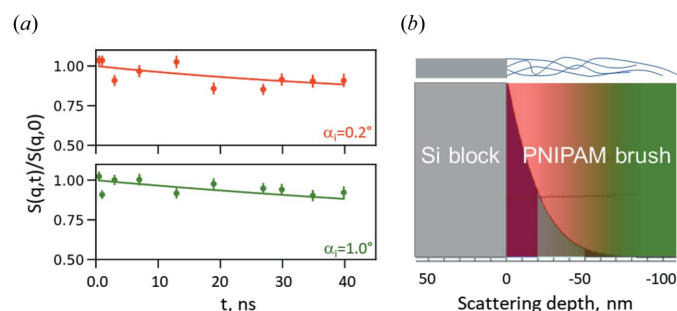 (a)
(b)
S(q,t)/S(q,0)
1.00
0.75
0.50
αi=0.2°
1.00
0.75
0.50
αi=1.0°
0.0 10 20 30 40
t, ns
Si block PNIPAM brush
50 0 -50 -100
Scattering depth, nm